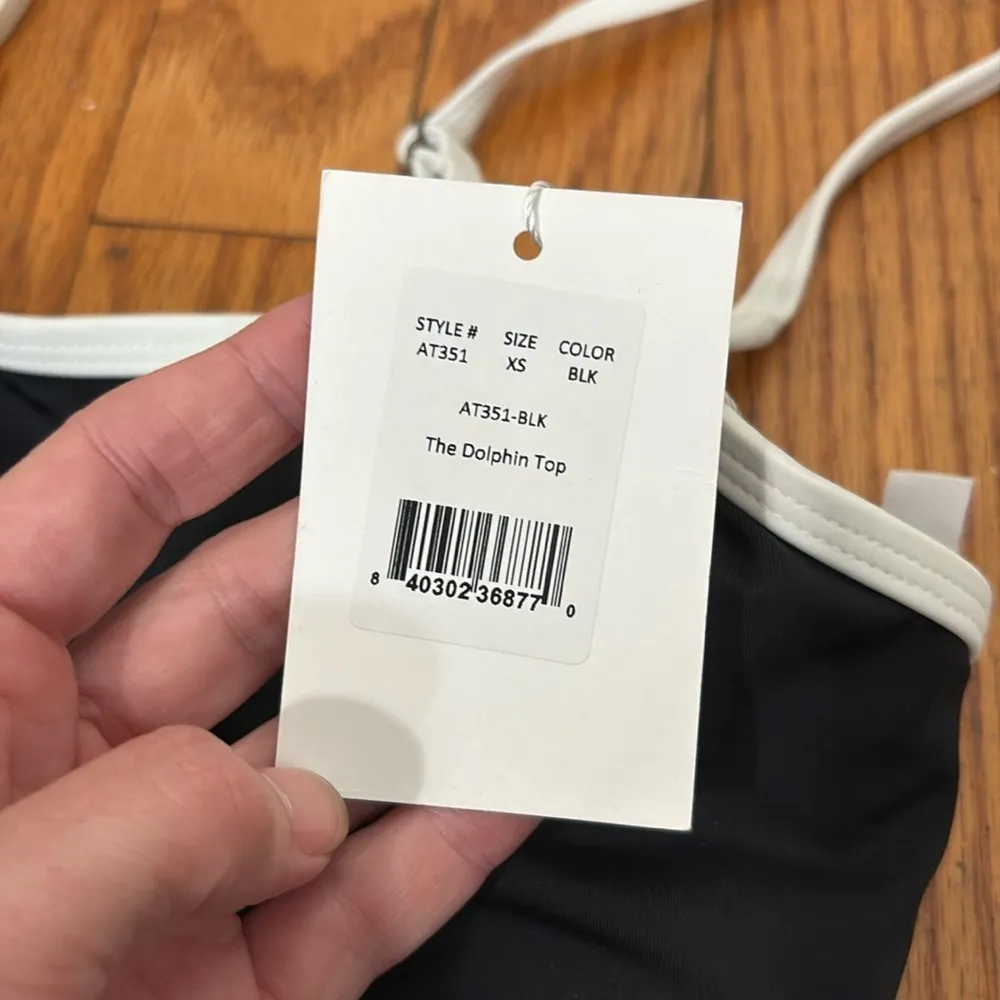 STYLE # SIZE COLOR
AT351 XS BLK
AT351-BLK
The Dolphin Top
8 40302 36877 0